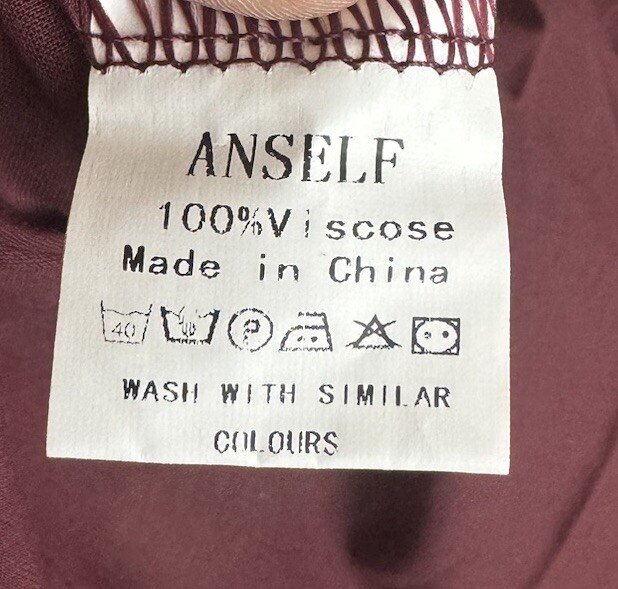 ANSELF
100%Viscose
Made in China
40 P
WASH WITH SIMILAR
COLOURS